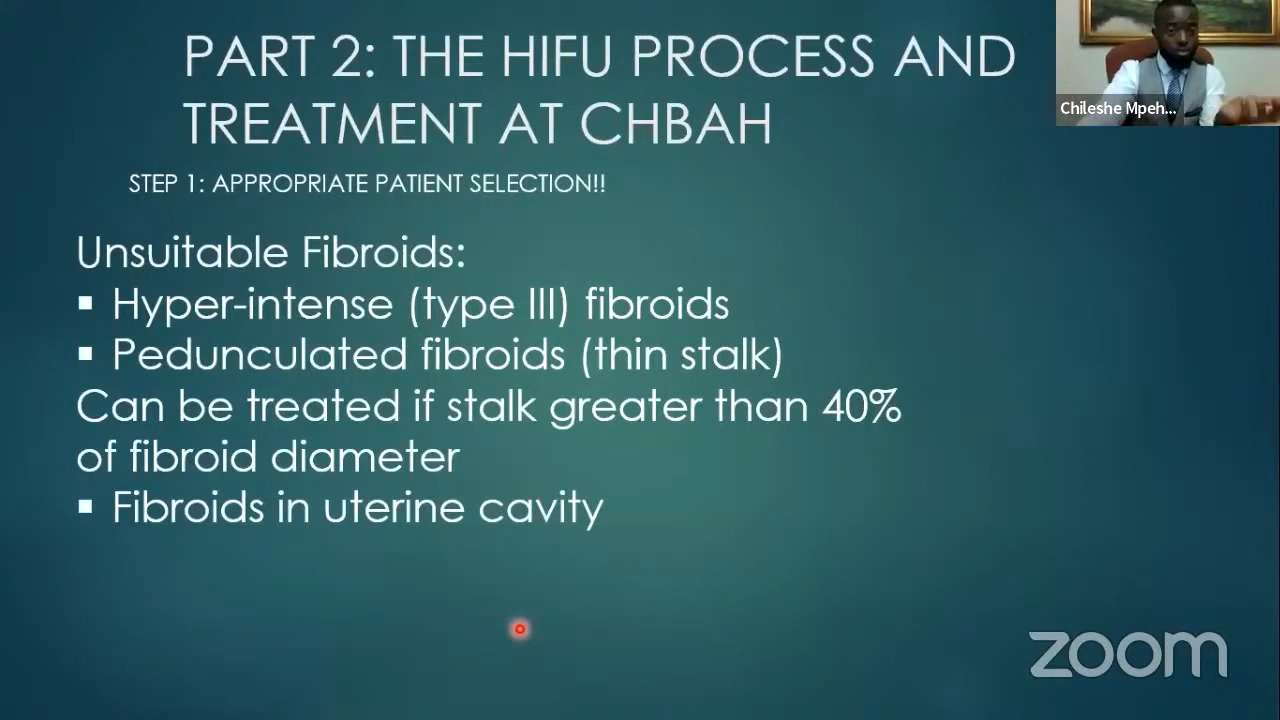 PART 2: THE HIFU PROCESS AND
TREATMENT AT CHBAH
STEP 1: APPROPRIATE PATIENT SELECTION!!
Unsuitable Fibroids:
▪ Hyper-intense (type III) fibroids
▪ Pedunculated fibroids (thin stalk)
Can be treated if stalk greater than 40%
of fibroid diameter
▪ Fibroids in uterine cavity
Chileshe Mpeh...
zoom